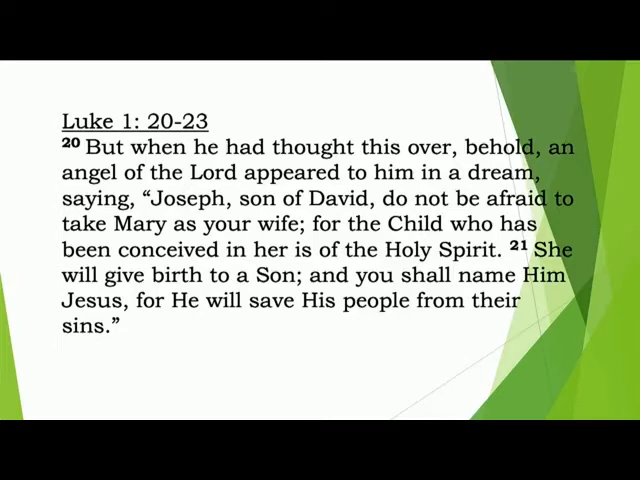 Luke 1: 20-23
20 But when he had thought this over, behold, an
angel of the Lord appeared to him in a dream,
saying, “Joseph, son of David, do not be afraid to
take Mary as your wife; for the Child who has
been conceived in her is of the Holy Spirit. 21 She
will give birth to a Son; and you shall name Him
Jesus, for He will save His people from their
sins.”